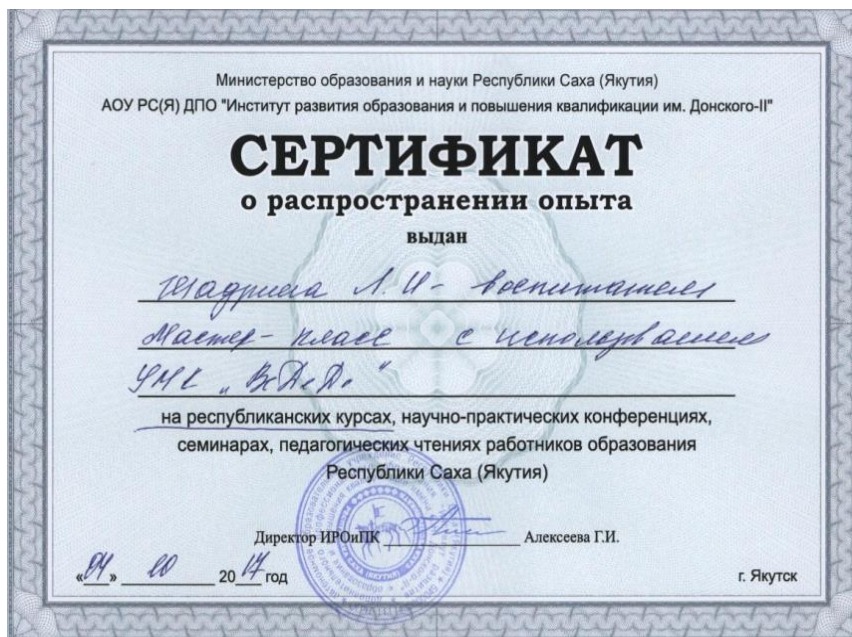 Министерство образования и науки Республики Саха (Якутия)
АОУ РС(Я) ДПО "Институт развития образования и повышения квалификации им. Донского-II"
СЕРТИФИКАТ
о распространении опыта
выдан
Шадрина Л.И - воспитатель
Мастер-класс с использованием
УМК „
на республиканских курсах, научно-практических конференциях,
семинарах, педагогических чтениях работников образования
Республики Саха (Якутия)
Директор ИРОиПК Алексеева Г.И.
«04» 10 2017 год г. Якутск